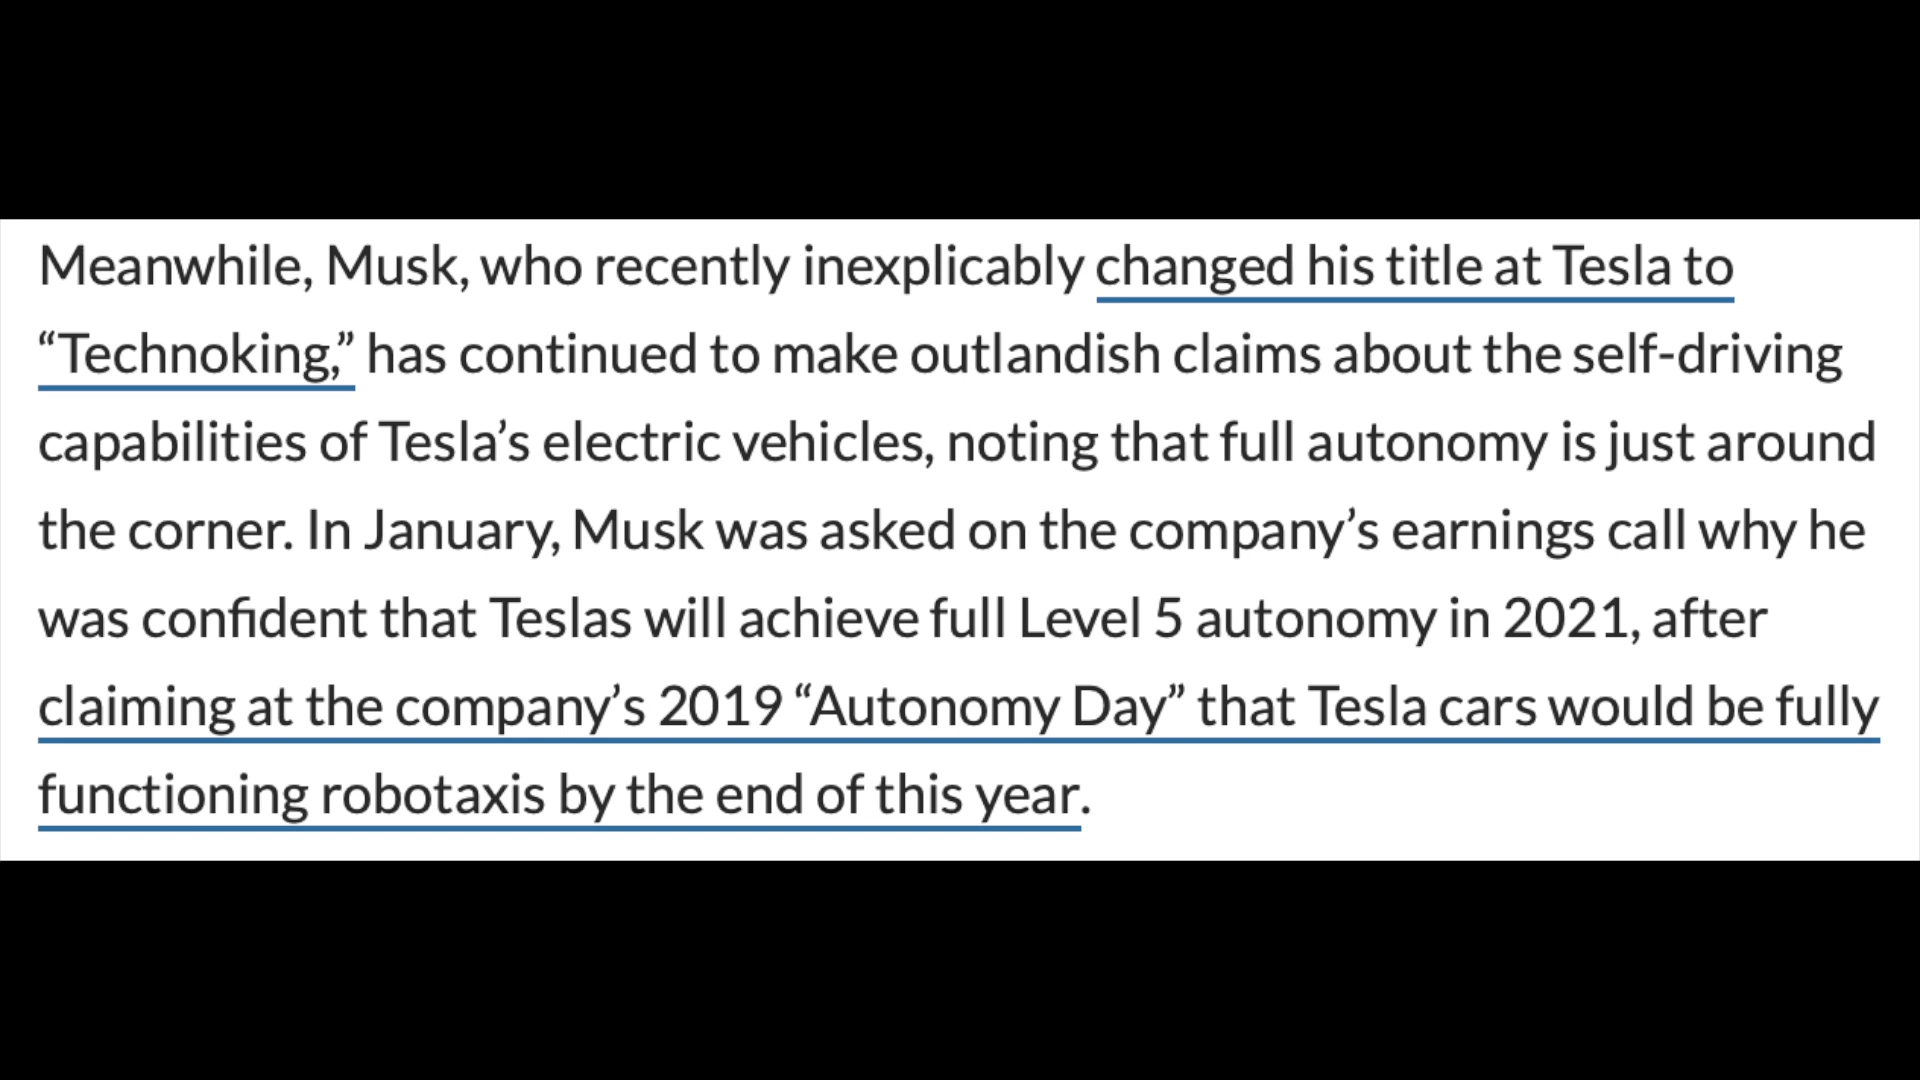 Meanwhile, Musk, who recently inexplicably changed his title at Tesla to
“Technoking,” has continued to make outlandish claims about the self-driving
capabilities of Tesla’s electric vehicles, noting that full autonomy is just around
the corner. In January, Musk was asked on the company’s earnings call why he
was confident that Teslas will achieve full Level 5 autonomy in 2021, after
claiming at the company’s 2019 “Autonomy Day” that Tesla cars would be fully
functioning robotaxis by the end of this year.